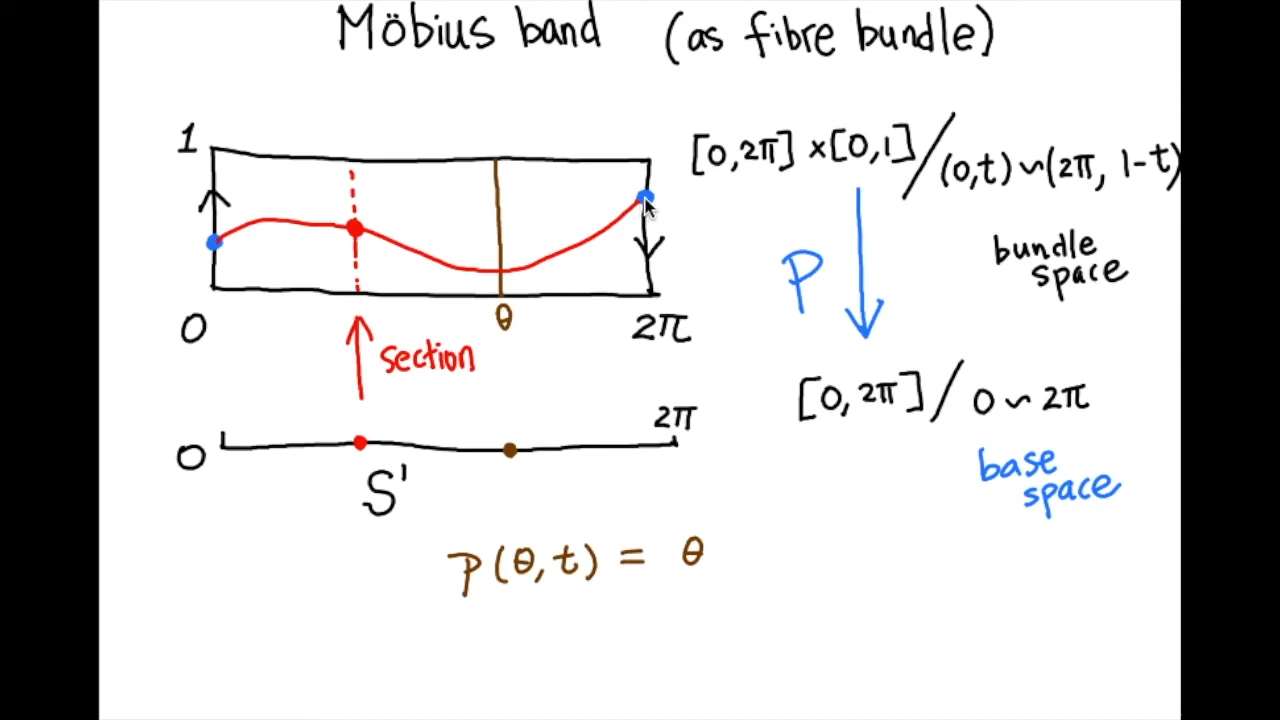 Möbius band (as fibre bundle)
1
[0,2π] ×[0,1]/(0,t)~(2π, 1-t)
bundle
space
P
0
θ
2π
section
[0,2π]/0~2π
0
2π
S¹
base
space
p(θ,t) = θ